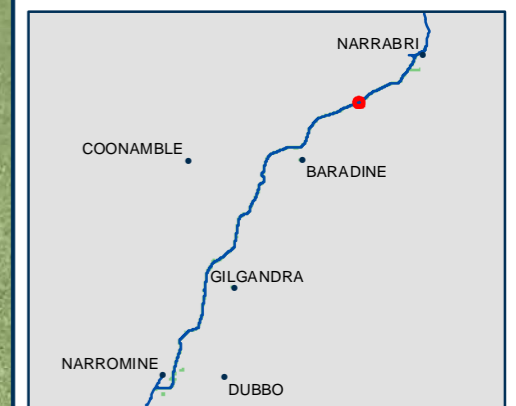 NARRABRI
COONAMBLE
BARADINE
GILGANDRA
NARROMINE
DUBBO